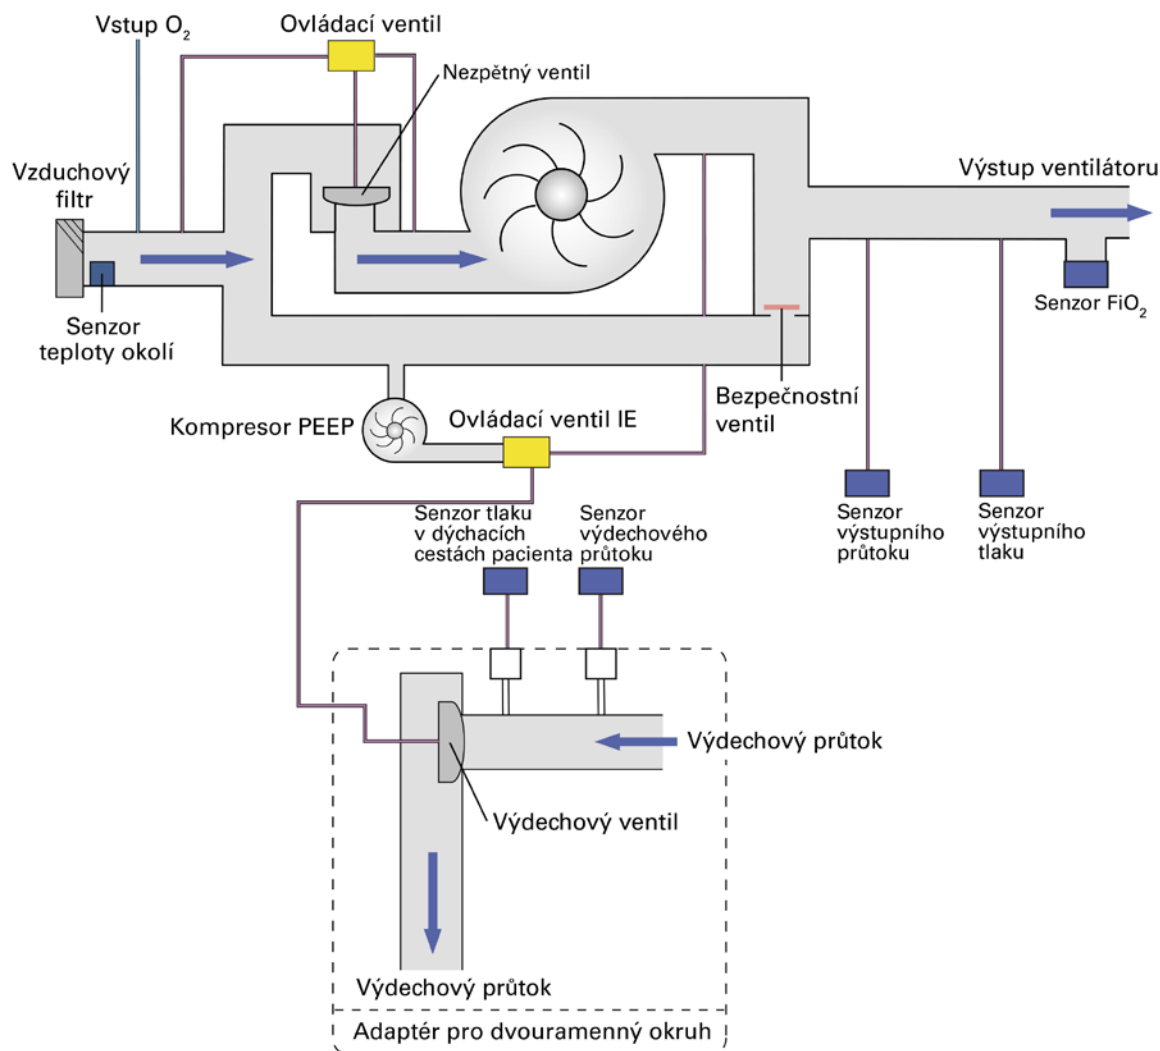 Vstup O₂
Ovládací ventil
Nezpětný ventil
Vzduchový
filtr
Výstup ventilátoru
Senzor
teploty okolí
Senzor FiO₂
Bezpečnostní
ventil
Kompresor PEEP
Ovládací ventil IE
Senzor tlaku
v dýchacích
cestách pacienta
Senzor
výdechového
průtoku
Senzor
výstupního
průtoku
Senzor
výstupního
tlaku
Výdechový průtok
Výdechový ventil
Výdechový průtok
Adaptér pro dvouramenný okruh